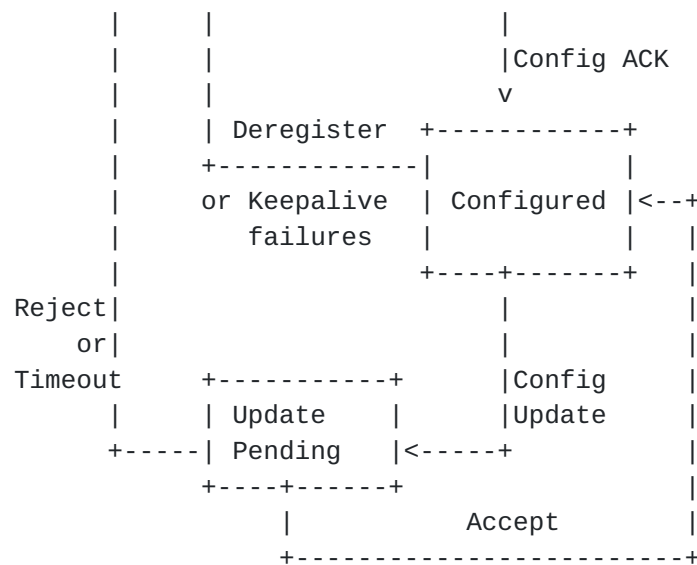 |     |                  |
      |     |                  |Config ACK
      |     |                  v
      |     | Deregister  +------------+
      |     +-------------|            |
      |     or Keepalive  | Configured |<--+
      |        failures   |            |   |
      |                   +----+-------+   |
Reject|                        |           |
    or|                        |           |
Timeout     +-----------+      |Config     |
      |     | Update    |      |Update     |
      +-----| Pending   |<-----+           |
            +----+------+                  |
                 |           Accept        |
                 +-------------------------+